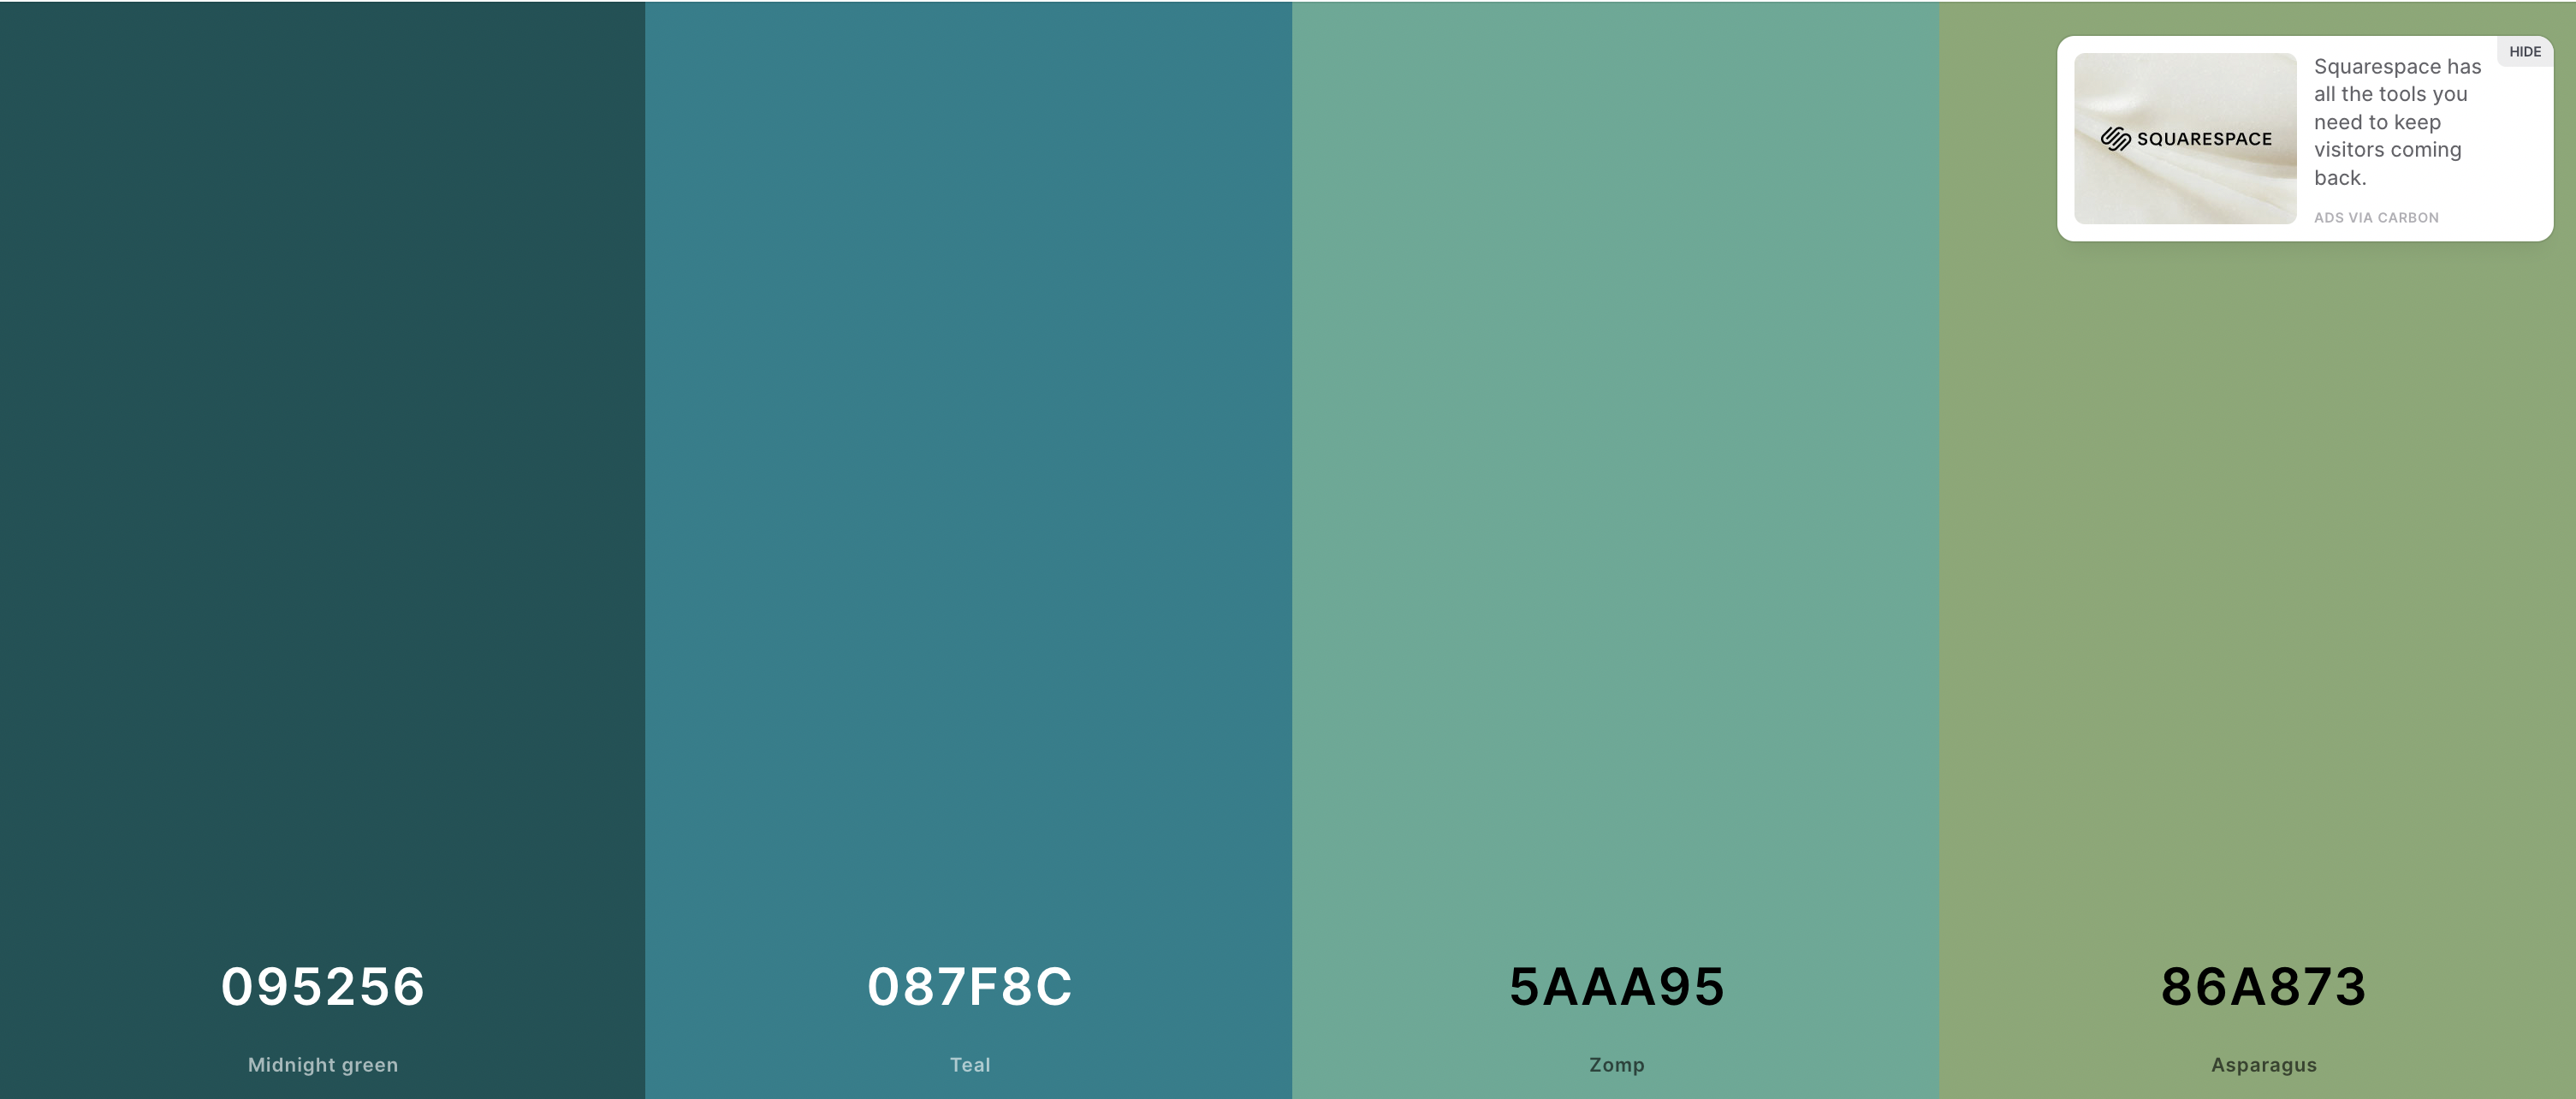 HIDE
Squarespace has
all the tools you
need to keep
visitors coming
back.
SQUARESPACE
ADS VIA CARBON
095256
087F8C
5AAA95
86A873
Midnight green
Teal
Zomp
Asparagus